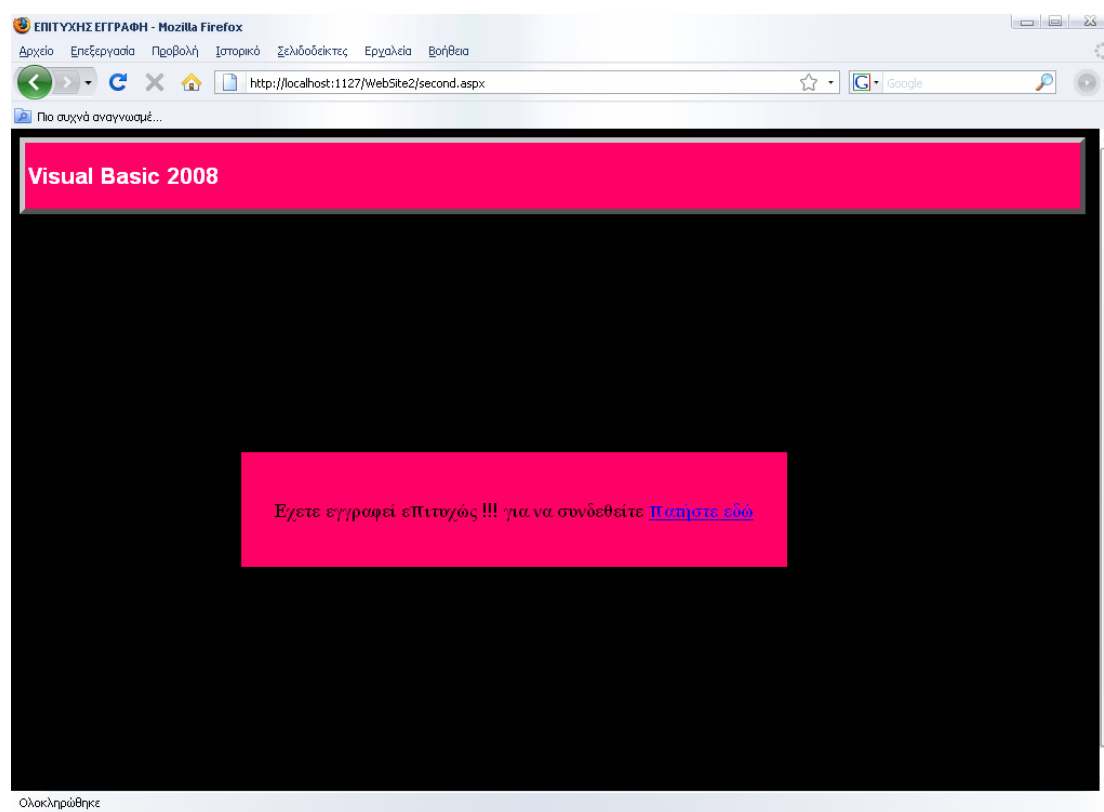 ΕΠΙΤΥΧΗΣ ΕΓΓΡΑΦΗ - Mozilla Firefox
Αρχείο Επεξεργασία Προβολή Ιστορικό Σελιδοδείκτες Εργαλεία Βοήθεια
http://localhost:1127/WebSite2/second.aspx G Google
Πιο συχνά αναγνωσμέ...
Visual Basic 2008
Εχετε εγγραφεί επιτυχώς !!! για να συνδεθείτε πατήστε εδώ
Ολοκληρώθηκε